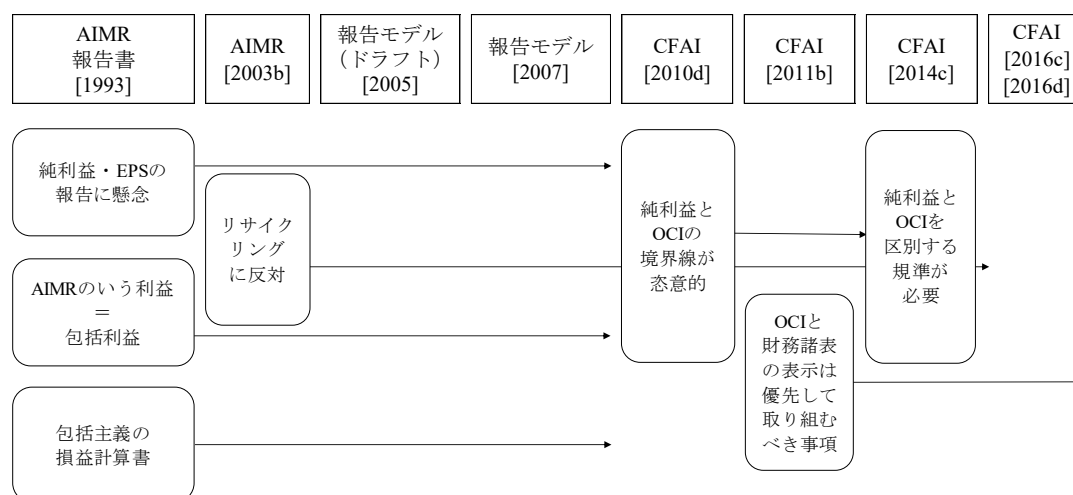 AIMR
報告書
[1993]
AIMR
[2003b]
報告モデル
（ドラフト）
[2005]
報告モデル
[2007]
CFAI
[2010d]
CFAI
[2011b]
CFAI
[2014c]
CFAI
[2016c]
[2016d]
純利益・EPSの
報告に懸念
リサイク
リング
に反対
純利益と
OCIの
境界線が
恣意的
純利益と
OCIを
区別する
規準が
必要
AIMRのいう利益
＝
包括利益
OCIと
財務諸表
の表示は
優先して
取り組む
べき事項
包括主義の
損益計算書